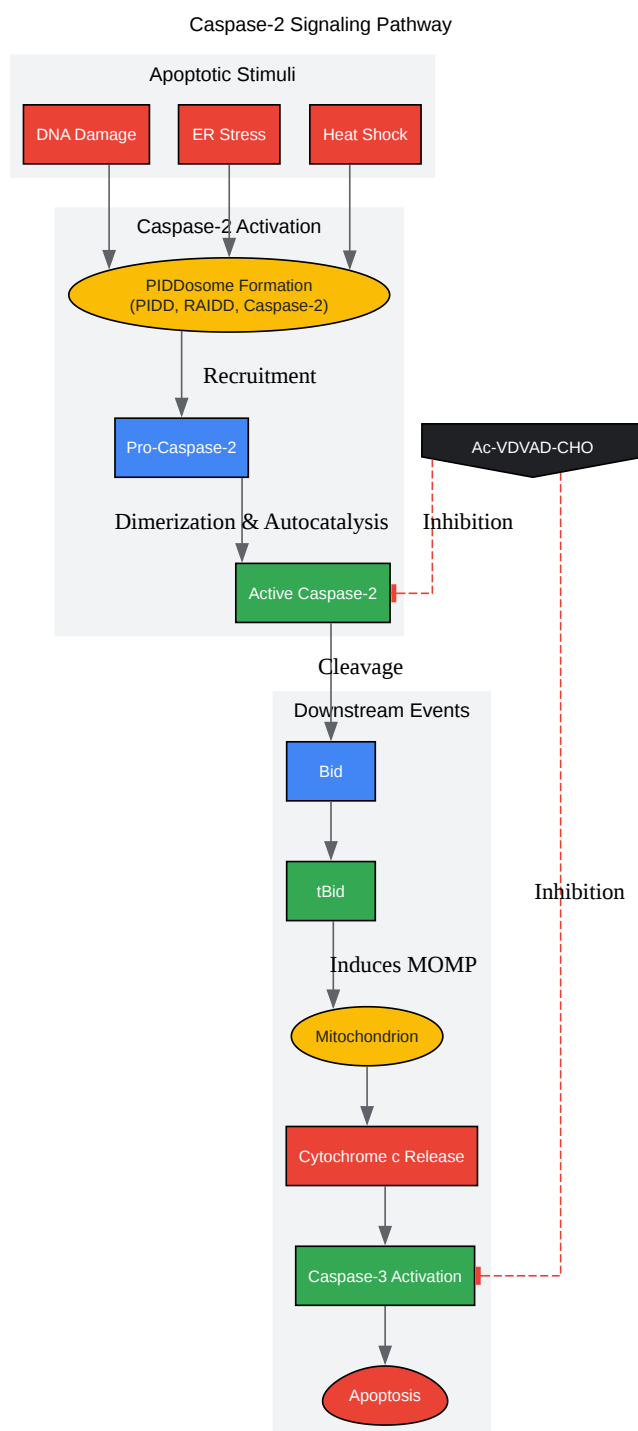 Caspase-2 Signaling Pathway
Apoptotic Stimuli
DNA Damage
ER Stress
Heat Shock
Caspase-2 Activation
PIDDosome Formation
(PIDD, RAIDD, Caspase-2)
Recruitment
Pro-Caspase-2
Ac-VDVAD-CHO
Dimerization & Autocatalysis
Inhibition
Active Caspase-2
Cleavage
Downstream Events
Bid
tBid
Inhibition
Induces MOMP
Mitochondrion
Cytochrome c Release
Caspase-3 Activation
Apoptosis